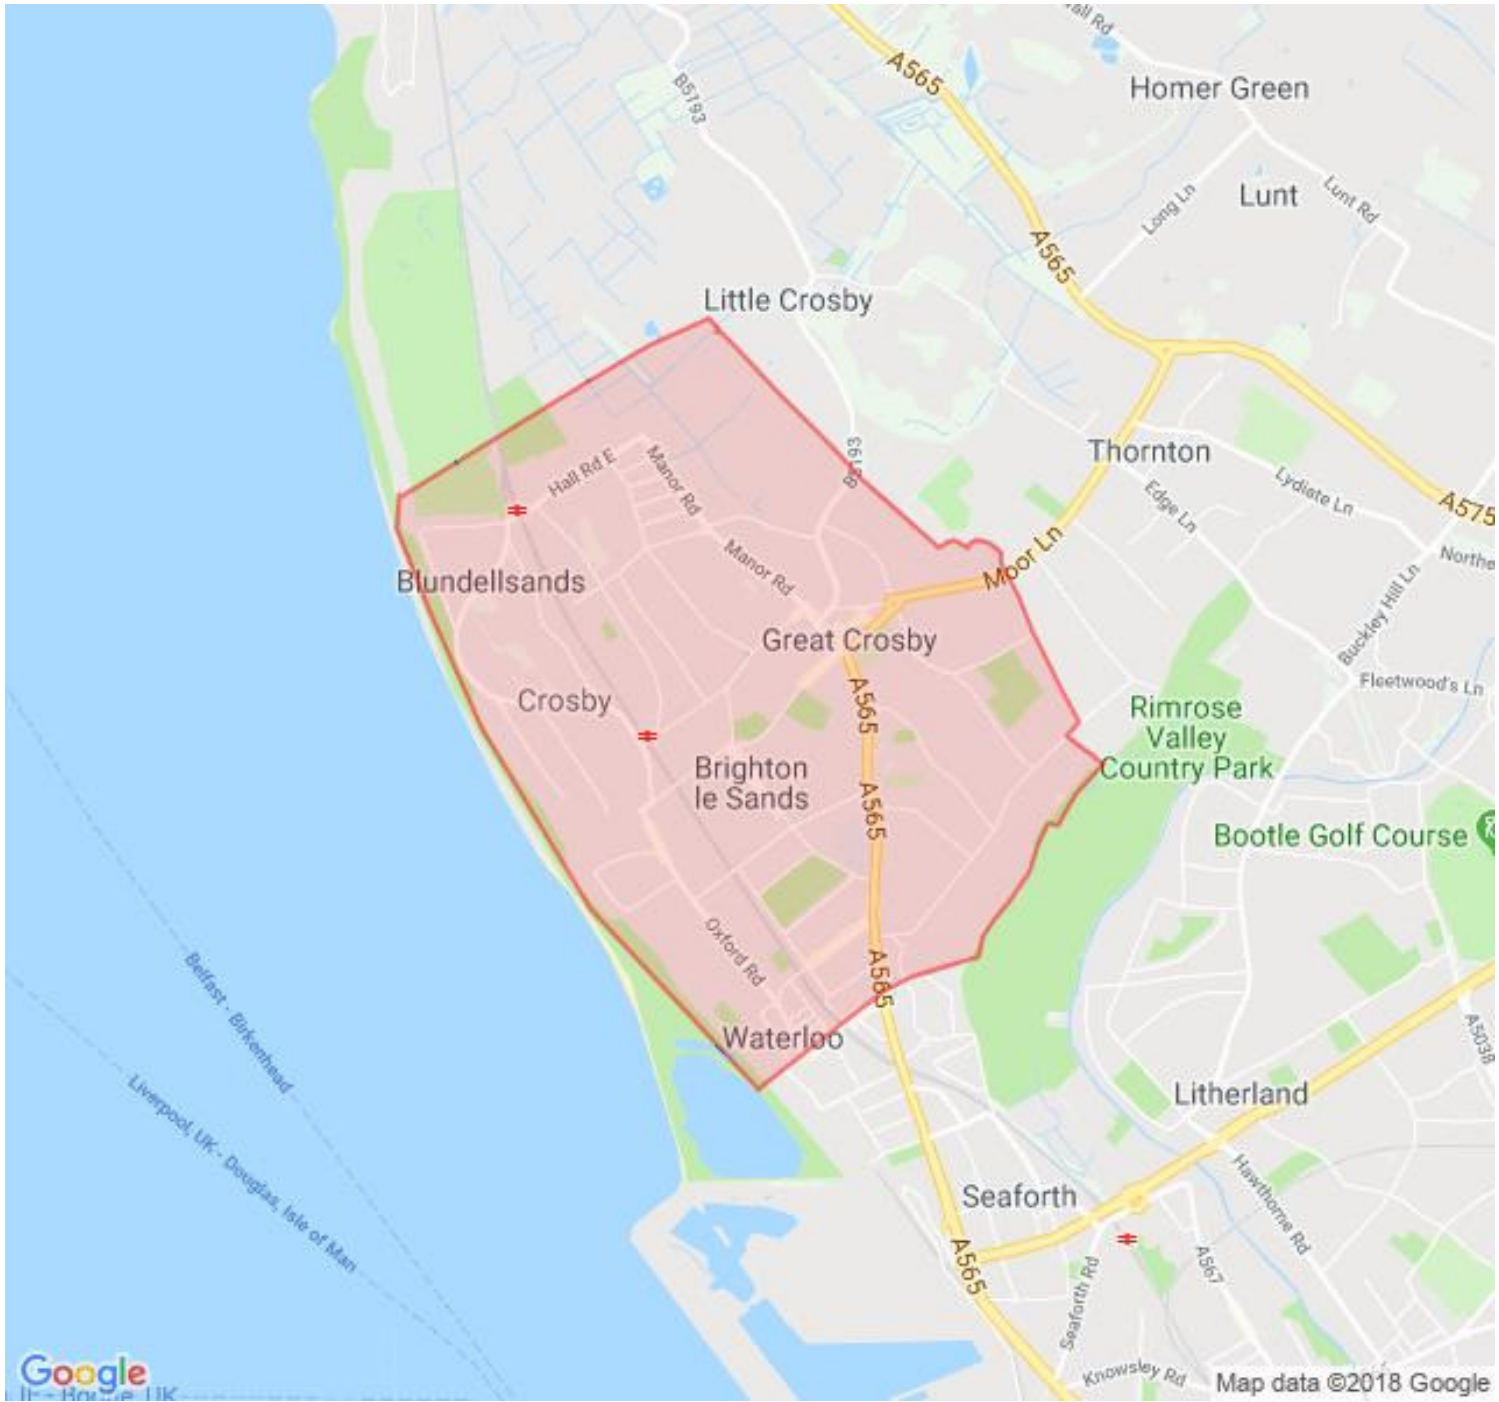 Hall Rd
A565
Homer Green
B5793
Lunt
Lunt Rd
Long Ln
A565
Little Crosby
Thornton
Manor Rd
Hall Rd E
B5193
Lydiate Ln
Edge Ln
A575
Moor Ln
Northe
Manor Rd
Blundellsands
Buckley Hill Ln
Great Crosby
Fleetwood's Ln
Crosby
A565
Rimrose
Valley
Country Park
Brighton
le Sands
A565
Bootle Golf Course
Oxford Rd
A565
Belfast - Birkenhead
Waterloo
A5038
Liverpool, UK - Douglas, Isle of Man
Litherland
Hawthorne Rd
Seaforth
A565
A567
Seaforth Rd
Knowsley Rd
Google
Map data ©2018 Google